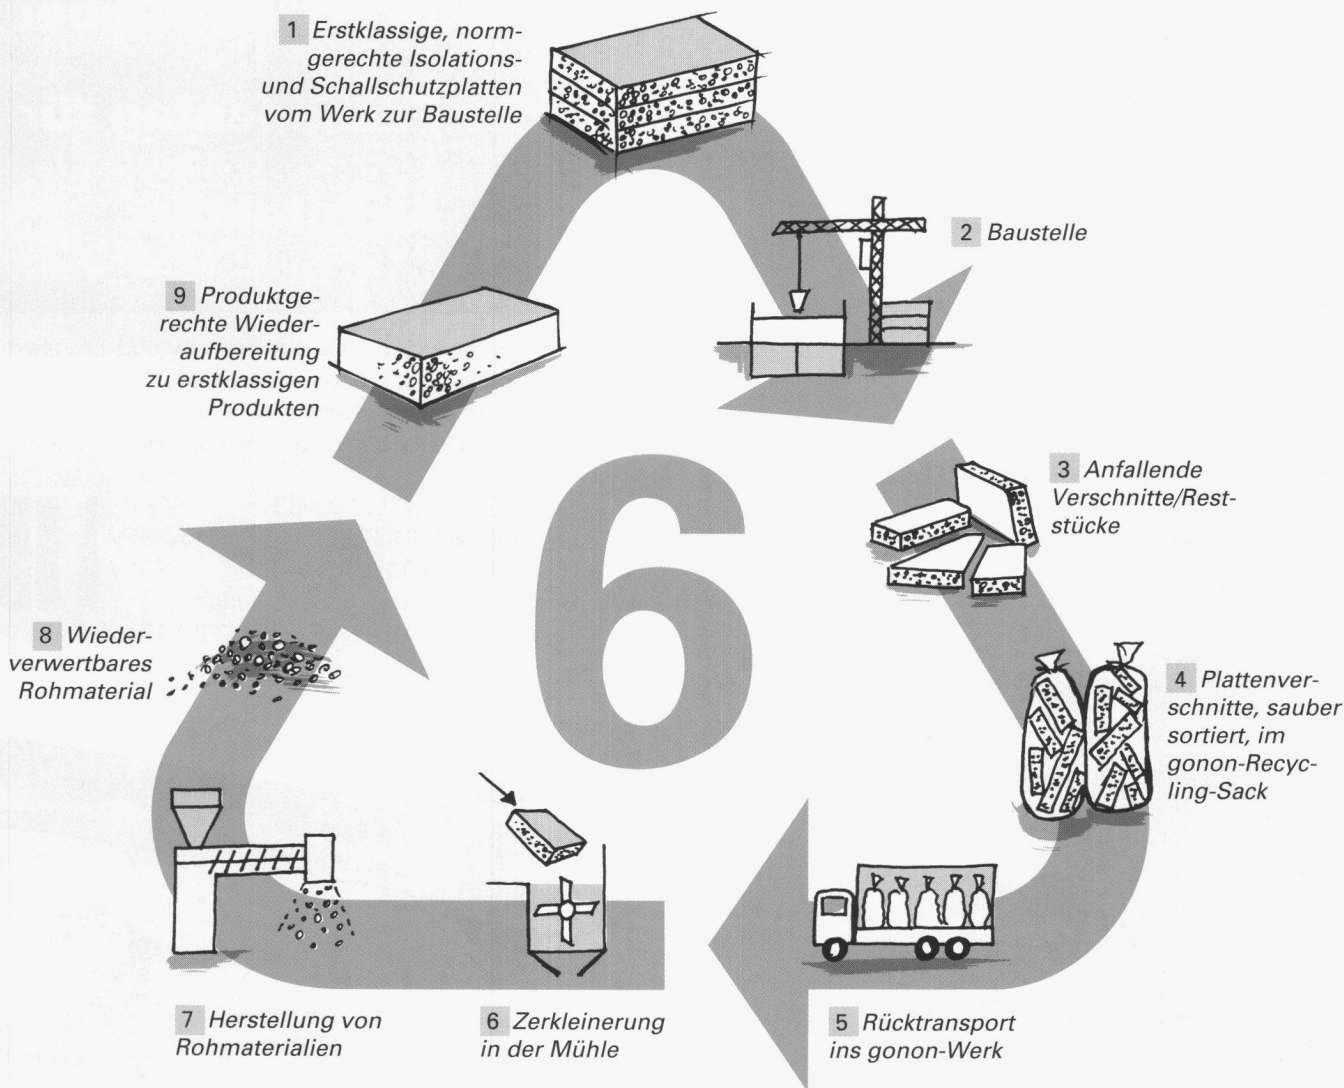 1 Erstklassige, norm-
gerechte Isolations-
und Schallschutzplatten
vom Werk zur Baustelle
2 Baustelle
3 Anfallende
Verschnitte/Rest-
stücke
4 Plattenver-
schnitte, sauber
sortiert, im
gonon-Recyc-
ling-Sack
5 Rücktransport
ins gonon-Werk
6 Zerkleinerung
in der Mühle
7 Herstellung von
Rohmaterialien
8 Wieder-
verwertbares
Rohmaterial
9 Produktge-
rechte Wieder-
aufbereitung
zu erstklassigen
Produkten
6